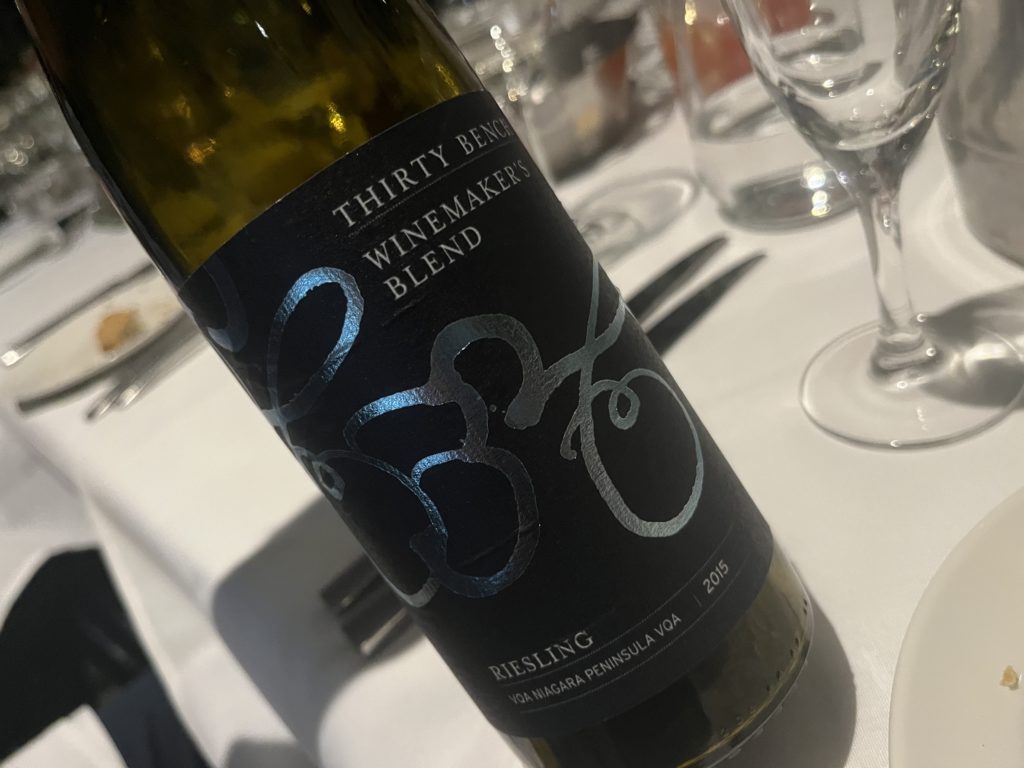 THIRTY BENCH
WINEMAKER'S
BLEND
RIESLING
VQA NIAGARA PENINSULA VQA | 2015